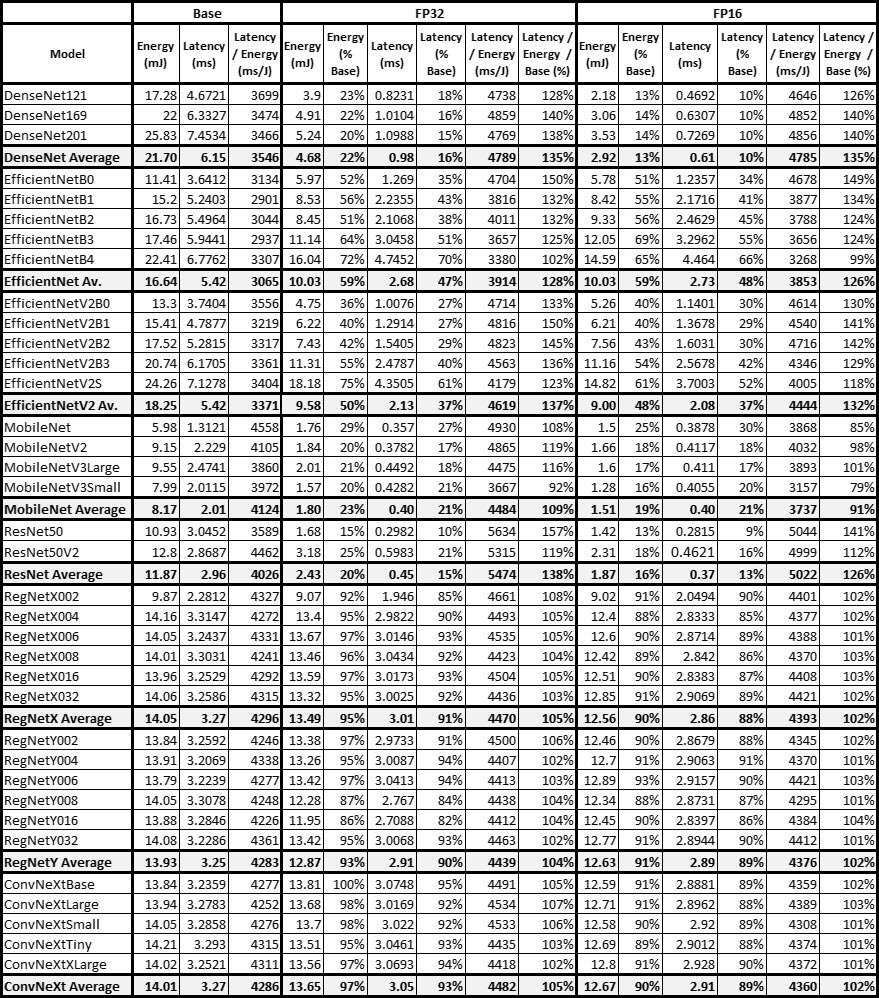 Base FP32 FP16
Model Energy (mJ) Latency (ms) Latency / Energy (ms/J) Energy (mJ) Energy (% Base) Latency (ms) Latency (% Base) Latency / Energy (ms/J) Latency / Energy / Base (%) Energy (mJ) Energy (% Base) Latency (ms) Latency (% Base) Latency / Energy (ms/J) Latency / Energy / Base (%)
DenseNet121 17.28 4.6721 3699 3.9 23% 0.8231 18% 4738 128% 2.18 13% 0.4692 10% 4646 126%
DenseNet169 22 6.3327 3474 4.91 22% 1.0104 16% 4859 140% 3.06 14% 0.6307 10% 4852 140%
DenseNet201 25.83 7.4534 3466 5.24 20% 1.0988 15% 4769 138% 3.53 14% 0.7269 10% 4856 140%
DenseNet Average 21.70 6.15 3546 4.68 22% 0.98 16% 4789 135% 2.92 13% 0.61 10% 4785 135%
EfficientNetB0 11.41 3.6412 3134 5.97 52% 1.269 35% 4704 150% 5.78 51% 1.2357 34% 4678 149%
EfficientNetB1 15.2 5.2403 2901 8.53 56% 2.2355 43% 3816 132% 8.42 55% 2.1716 41% 3877 134%
EfficientNetB2 16.73 5.4964 3044 8.45 51% 2.1068 38% 4011 132% 9.33 56% 2.4629 45% 3788 124%
EfficientNetB3 17.46 5.9441 2937 11.14 64% 3.0458 51% 3657 125% 12.05 69% 3.2962 55% 3656 124%
EfficientNetB4 22.41 6.7762 3307 16.04 72% 4.7452 70% 3380 102% 14.59 65% 4.464 66% 3268 99%
EfficientNet Av. 16.64 5.42 3065 10.03 59% 2.68 47% 3914 128% 10.03 59% 2.73 48% 3853 126%
EfficientNetV2B0 13.3 3.7404 3556 4.75 36% 1.0076 27% 4714 133% 5.26 40% 1.1401 30% 4614 130%
EfficientNetV2B1 15.41 4.7877 3219 6.22 40% 1.2914 27% 4816 150% 6.21 40% 1.3678 29% 4540 141%
EfficientNetV2B2 17.52 5.2815 3317 7.43 42% 1.5405 29% 4823 145% 7.56 43% 1.6031 30% 4716 142%
EfficientNetV2B3 20.74 6.1705 3361 11.31 55% 2.4787 40% 4563 136% 11.16 54% 2.5678 42% 4346 129%
EfficientNetV2S 24.26 7.1278 3404 18.18 75% 4.3505 61% 4179 123% 14.82 61% 3.7003 52% 4005 118%
EfficientNetV2 Av. 18.25 5.42 3371 9.58 50% 2.13 37% 4619 137% 9.00 48% 2.08 37% 4444 132%
MobileNet 5.98 1.3121 4558 1.76 29% 0.357 27% 4930 108% 1.5 25% 0.3878 30% 3868 85%
MobileNetV2 9.15 2.229 4105 1.84 20% 0.3782 17% 4865 119% 1.66 18% 0.4117 18% 4032 98%
MobileNetV3Large 9.55 2.4741 3860 2.01 21% 0.4492 18% 4475 116% 1.6 17% 0.411 17% 3893 101%
MobileNetV3Small 7.99 2.0115 3972 1.57 20% 0.4282 21% 3667 92% 1.28 16% 0.4055 20% 3157 79%
MobileNet Average 8.17 2.01 4124 1.80 23% 0.40 21% 4484 109% 1.51 19% 0.40 21% 3737 91%
ResNet50 10.93 3.0452 3589 1.68 15% 0.2982 10% 5634 157% 1.42 13% 0.2815 9% 5044 141%
ResNet50V2 12.8 2.8687 4462 3.18 25% 0.5983 21% 5315 119% 2.31 18% 0.4621 16% 4999 112%
ResNet Average 11.87 2.96 4026 2.43 20% 0.45 15% 5474 138% 1.87 16% 0.37 13% 5022 126%
RegNetX002 9.87 2.2812 4327 9.07 92% 1.946 85% 4661 108% 9.02 91% 2.0494 90% 4401 102%
RegNetX004 14.16 3.3147 4272 13.4 95% 2.9822 90% 4493 105% 12.4 88% 2.8333 85% 4377 102%
RegNetX006 14.05 3.2437 4331 13.67 97% 3.0146 93% 4535 105% 12.6 90% 2.8714 89% 4388 101%
RegNetX008 14.01 3.3031 4241 13.46 96% 3.0434 92% 4423 104% 12.42 89% 2.842 86% 4370 103%
RegNetX016 13.96 3.2529 4292 13.59 97% 3.0173 93% 4504 105% 12.51 90% 2.8383 87% 4408 103%
RegNetX032 14.06 3.2586 4315 13.32 95% 3.0025 92% 4436 103% 12.85 91% 2.9069 89% 4421 102%
RegNetX Average 14.05 3.27 4296 13.49 95% 3.01 91% 4470 105% 12.56 90% 2.86 88% 4393 102%
RegNetY002 13.84 3.2592 4246 13.38 97% 2.9733 91% 4500 106% 12.46 90% 2.8679 88% 4345 102%
RegNetY004 13.91 3.2069 4338 13.26 95% 3.0087 94% 4407 102% 12.7 91% 2.9063 91% 4370 101%
RegNetY006 13.79 3.2239 4277 13.42 97% 3.0413 94% 4413 103% 12.89 93% 2.9157 90% 4421 103%
RegNetY008 14.05 3.3078 4248 12.28 87% 2.767 84% 4438 104% 12.34 88% 2.8731 87% 4295 101%
RegNetY016 13.88 3.2846 4226 11.95 86% 2.7088 82% 4412 104% 12.45 90% 2.8397 86% 4384 104%
RegNetY032 14.08 3.2286 4361 13.42 95% 3.0068 93% 4463 102% 12.77 91% 2.8944 90% 4412 101%
RegNetY Average 13.93 3.25 4283 12.87 93% 2.91 90% 4439 104% 12.63 91% 2.89 89% 4376 102%
ConvNeXtBase 13.84 3.2359 4277 13.81 100% 3.0748 95% 4491 105% 12.59 91% 2.8881 89% 4359 102%
ConvNeXtLarge 13.94 3.2783 4252 13.68 98% 3.0169 92% 4534 107% 12.71 91% 2.8962 88% 4389 103%
ConvNeXtSmall 14.05 3.2858 4276 13.7 98% 3.022 92% 4533 106% 12.58 90% 2.92 89% 4308 101%
ConvNeXtTiny 14.21 3.293 4315 13.51 95% 3.0461 93% 4435 103% 12.69 89% 2.9012 88% 4374 101%
ConvNeXtXLarge 14.02 3.2521 4311 13.56 97% 3.0694 94% 4418 102% 12.8 91% 2.928 90% 4372 101%
ConvNeXt Average 14.01 3.27 4286 13.65 97% 3.05 93% 4482 105% 12.67 90% 2.91 89% 4360 102%